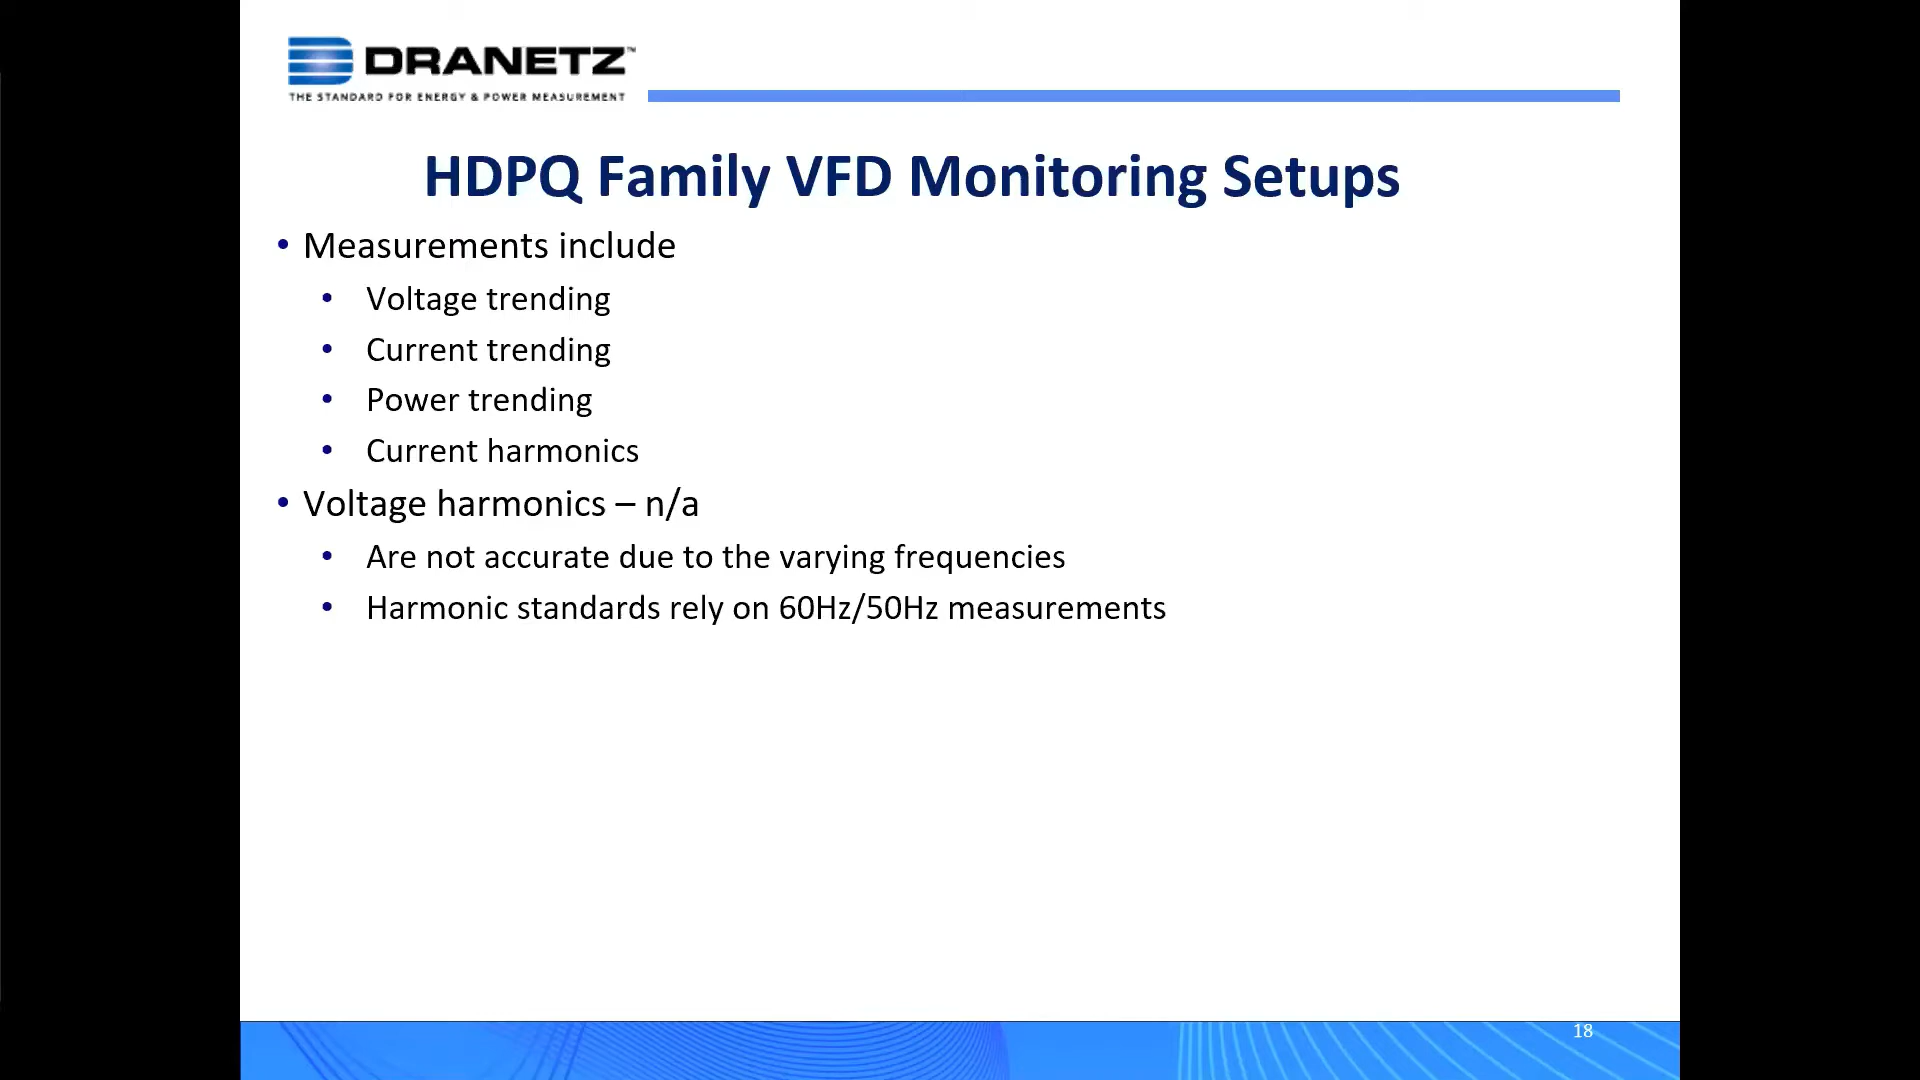 DRANETZ™
THE STANDARD FOR ENERGY & POWER MEASUREMENT
HDPQ Family VFD Monitoring Setups
• Measurements include
• Voltage trending
• Current trending
• Power trending
• Current harmonics
• Voltage harmonics – n/a
• Are not accurate due to the varying frequencies
• Harmonic standards rely on 60Hz/50Hz measurements
18